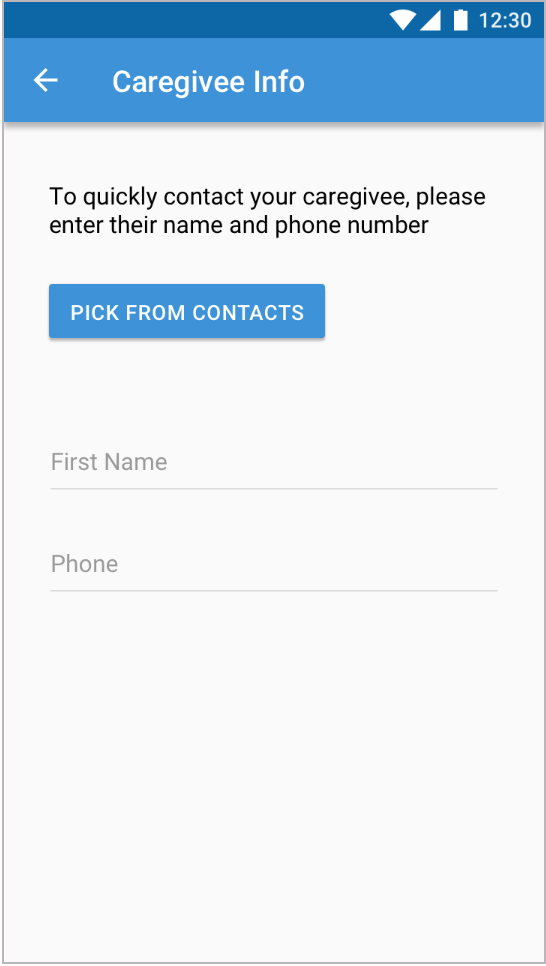 12:30
Caregivee Info
To quickly contact your caregivee, please
enter their name and phone number
PICK FROM CONTACTS
First Name
Phone